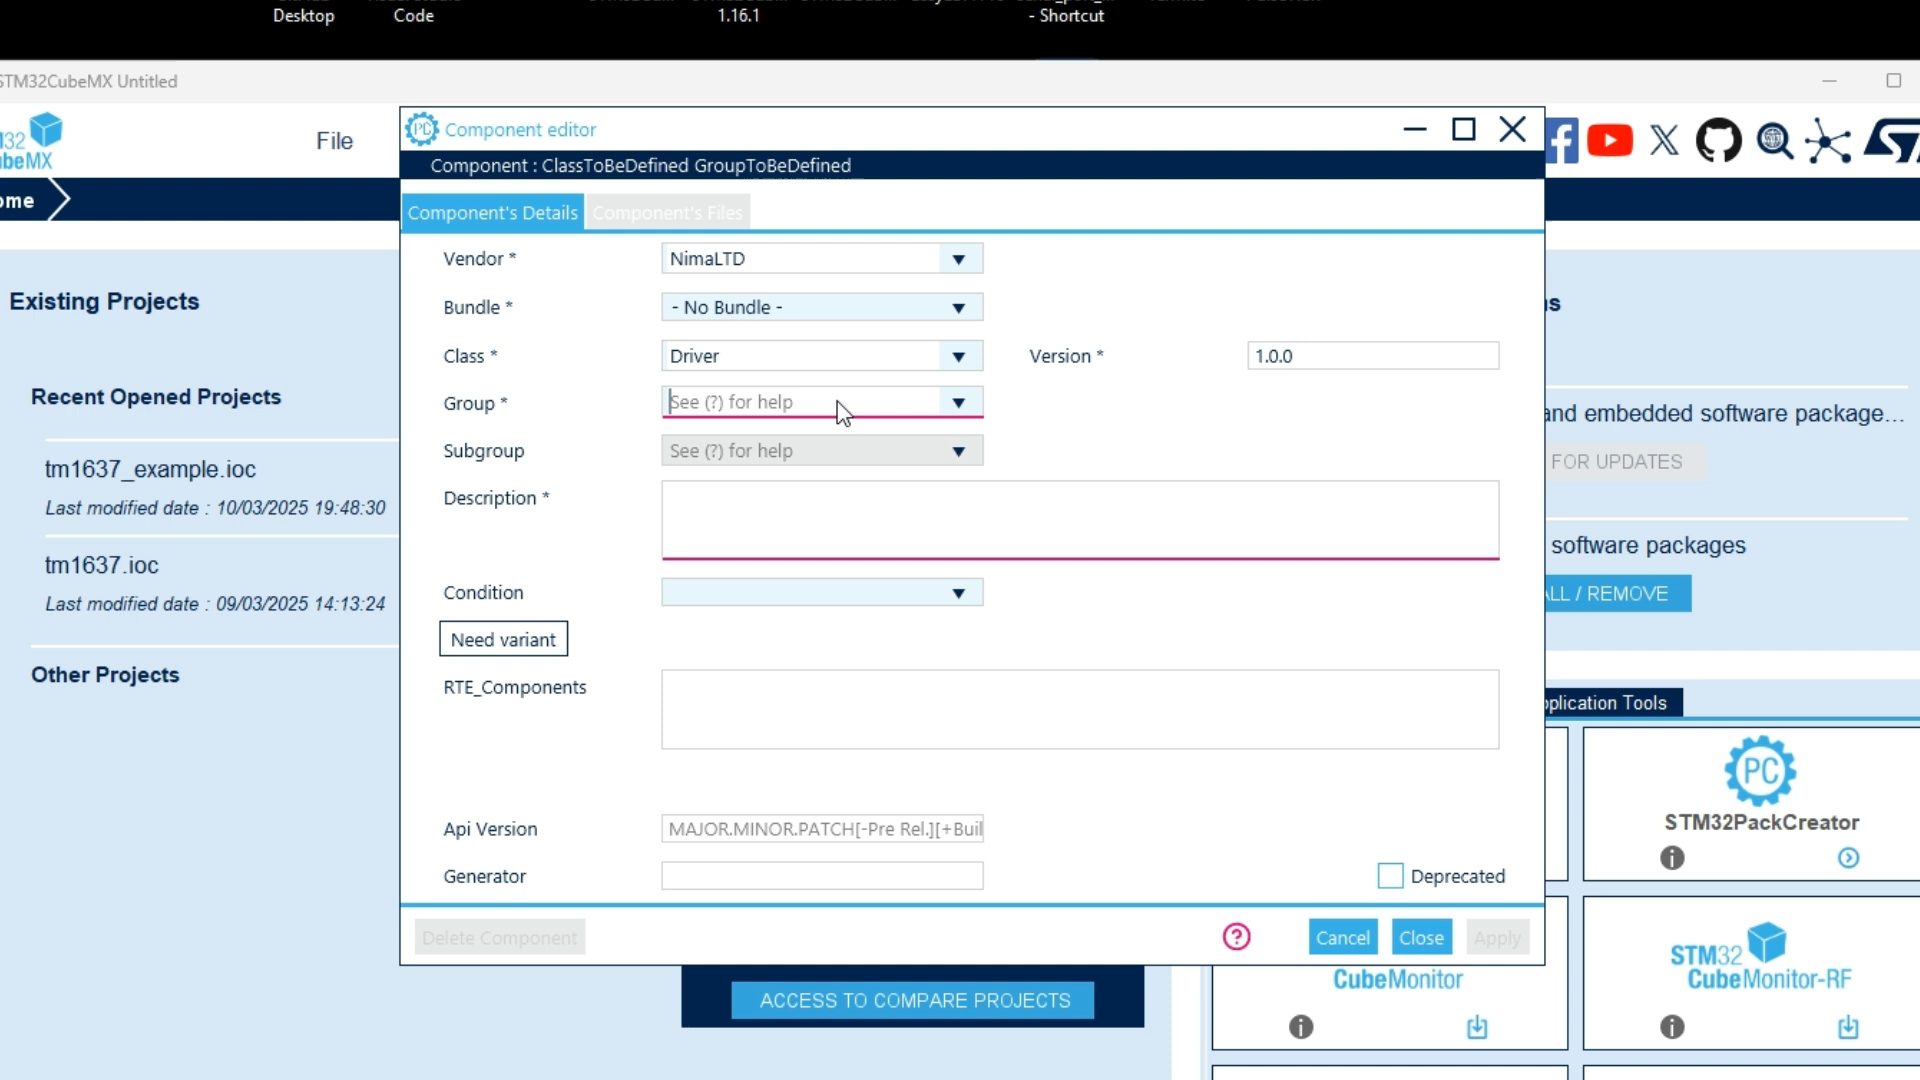 Desktop
Code
1.16.1
- Shortcut
STM32CubeMX Untitled
File
Component editor
Component : ClassToBeDefined GroupToBeDefined
Component's Details
Component's Files
Vendor *
NimaLTD
Bundle *
- No Bundle -
Class *
Driver
Version *
1.0.0
Group *
See (?) for help
Subgroup
See (?) for help
Description *
Condition
Need variant
RTE_Components
Api Version
MAJOR.MINOR.PATCH[-Pre Rel.][+Buil
Generator
Deprecated
Delete Component
Cancel
Close
Apply
Existing Projects
Recent Opened Projects
tm1637_example.ioc
Last modified date : 10/03/2025 19:48:30
tm1637.ioc
Last modified date : 09/03/2025 14:13:24
Other Projects
and embedded software package...
FOR UPDATES
software packages
ALL / REMOVE
pplication Tools
PC
STM32PackCreator
CubeMonitor
STM32
CubeMonitor-RF
ACCESS TO COMPARE PROJECTS